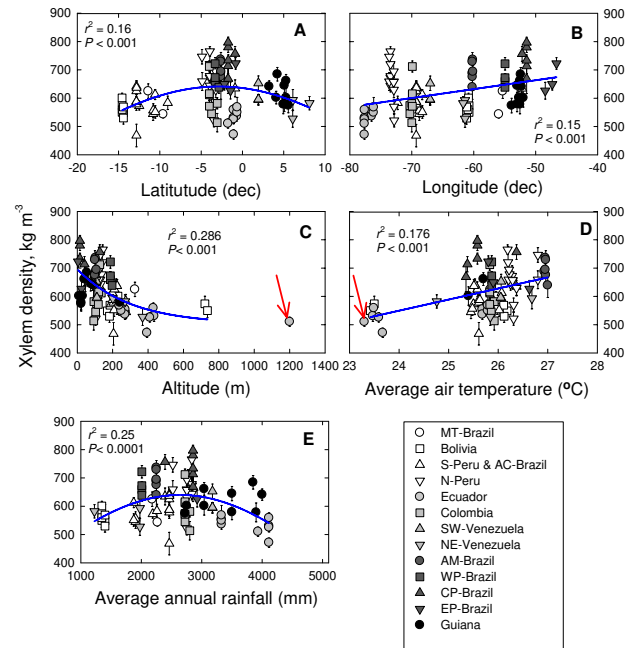 r² = 0.16
P < 0.001
A
900
800
700
600
500
400
-20
-15
-10
-5
0
5
10
Latitutude (dec)
B
900
800
700
600
500
400
r² = 0.15
P < 0.001
-80
-70
-60
-50
-40
Longitude (dec)
Xylem density, kg m⁻³
C
r² = 0.286
P< 0.001
900
800
700
600
500
400
0
200
400
600
800
1000
1200
1400
Altitude (m)
D
r² = 0.176
P < 0.001
900
800
700
600
500
400
23
24
25
26
27
28
Average air temperature (ºC)
E
r² = 0.25
P< 0.0001
900
800
700
600
500
400
1000
2000
3000
4000
5000
Average annual rainfall (mm)
MT-Brazil
Bolivia
S-Peru & AC-Brazil
N-Peru
Ecuador
Colombia
SW-Venezuela
NE-Venezuela
AM-Brazil
WP-Brazil
CP-Brazil
EP-Brazil
Guiana